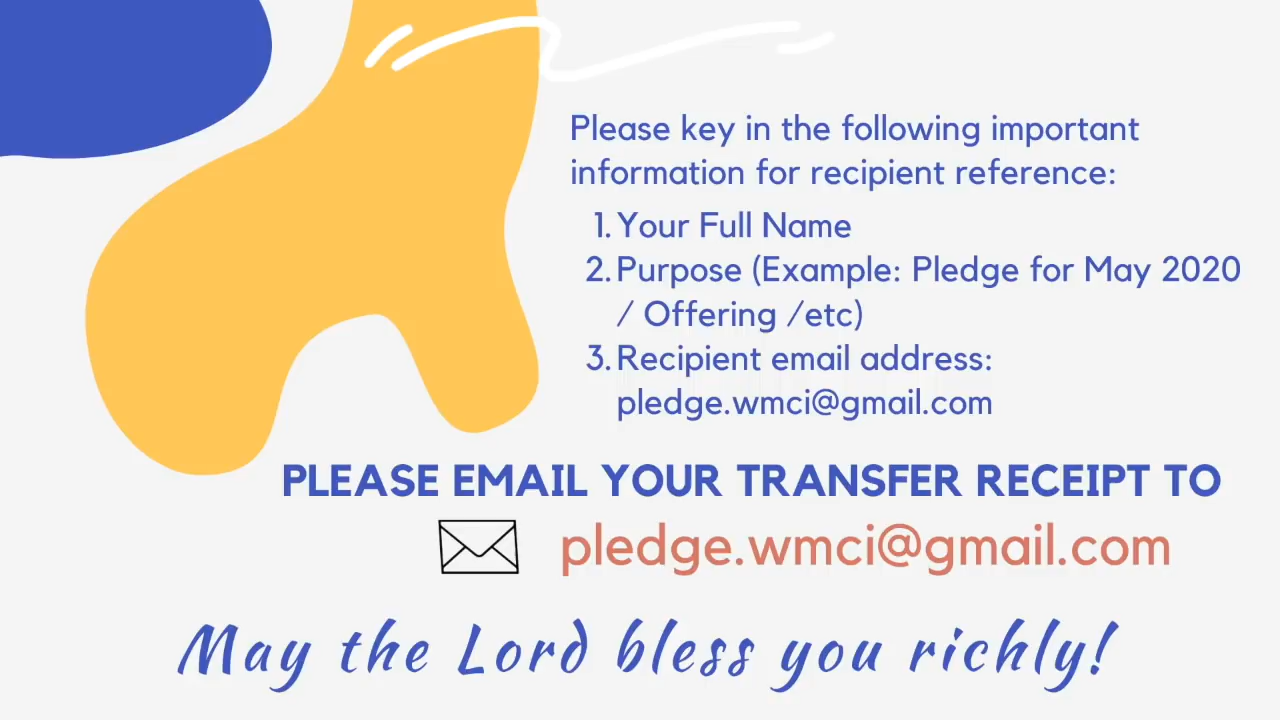 Please key in the following important
information for recipient reference:
1. Your Full Name
2. Purpose (Example: Pledge for May 2020
/ Offering /etc)
3. Recipient email address:
pledge.wmci@gmail.com
PLEASE EMAIL YOUR TRANSFER RECEIPT TO
pledge.wmci@gmail.com
May the Lord bless you richly!